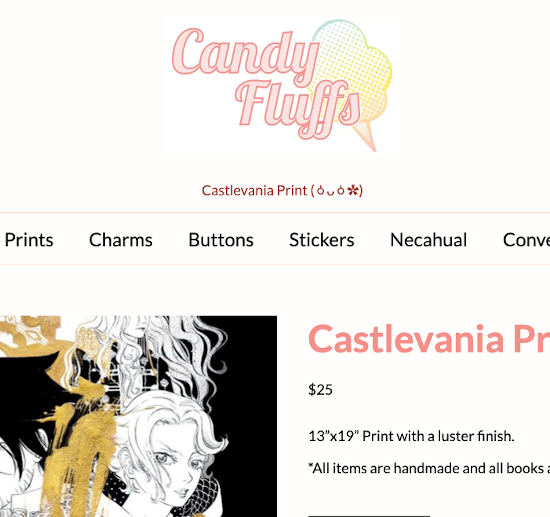 Candy
Fluffs
Castlevania Print (⁠ㆁ⁠ᴗ⁠ㆁ⁠✿⁠)
Prints Charms Buttons Stickers Necahual Conve
Castlevania Pr
$25
13”x19” Print with a luster finish.
*All items are handmade and all books a